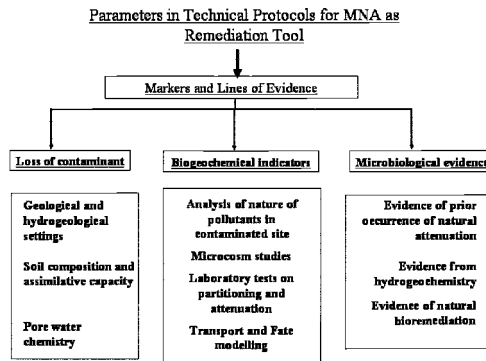 Parameters in Technical Protocols for MNA as
Remediation Tool
Markers and Lines of Evidence
Loss of contaminant
Biogeochemical indicators
Microbiological evidence
Geological and
hydrogeological
settings
Soil composition and
assimilative capacity
Pore water
chemistry
Analysis of nature of
pollutants in
contaminated site
Microcosm studies
Laboratory tests on
partitioning and
attenuation
Transport and Fate
modelling
Evidence of prior
occurrence of natural
attenuation
Evidence from
hydrogeochemistry
Evidence of natural
bioremediation